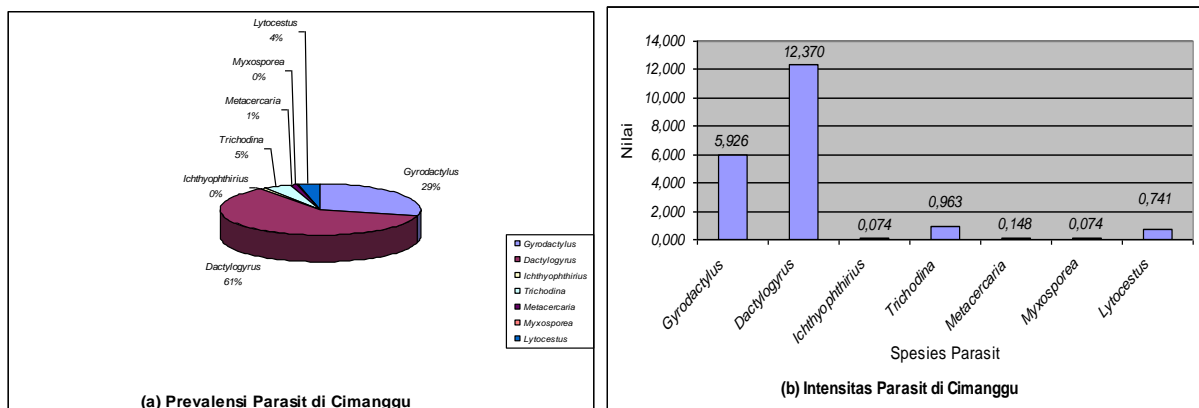 Lytocestus
4%
Myxosporea
0%
Metacercaria
1%
Trichodina
5%
Ichthyophthirius
0%
Gyrodactylus
29%
Dactylogyrus
61%
Gyrodactylus
Dactylogyrus
Ichthyophthirius
Trichodina
Metacercaria
Myxosporea
Lytocestus
(a) Prevalensi Parasit di Cimanggu
14,000
12,000
10,000
8,000
6,000
4,000
2,000
0,000
Nilai
5,926
12,370
0,074
0,963
0,148
0,074
0,741
Gyrodactylus
Dactylogyrus
Ichthyophthirius
Trichodina
Metacercaria
Myxosporea
Lytocestus
Spesies Parasit
(b) Intensitas Parasit di Cimanggu